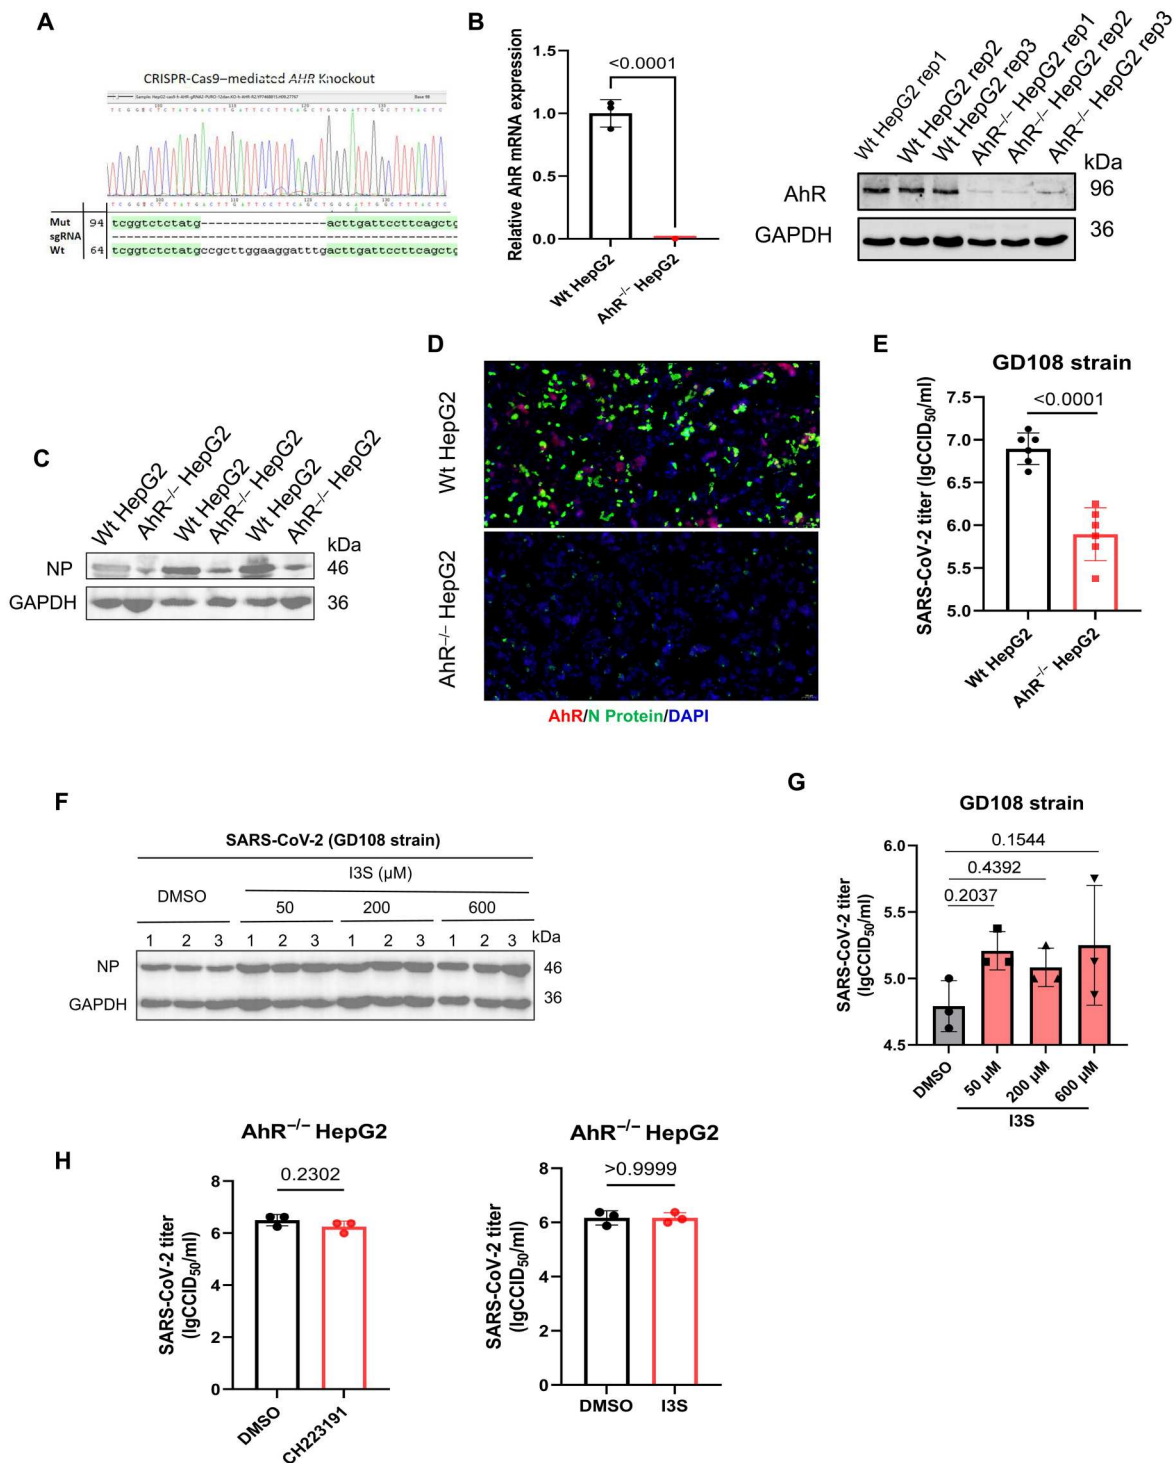 A
CRISPR-Cas9–mediated AHR Knockout
Mut 94 tcggtctctatg----------------------acttgattccttcagctg
sgRNA
Wt 64 tcggtctctatgccgcttggaaggatttgacttgattccttcagctg
B
Relative AhR mRNA expression
1.5
1.0
0.5
0.0
<0.0001
Wt HepG2
AhR–/– HepG2
Wt HepG2 rep1
Wt HepG2 rep2
Wt HepG2 rep3
AhR–/– HepG2 rep1
AhR–/– HepG2 rep2
AhR–/– HepG2 rep3
kDa
AhR 96
GAPDH 36
C
Wt HepG2
AhR–/– HepG2
Wt HepG2
AhR–/– HepG2
Wt HepG2
AhR–/– HepG2
kDa
NP 46
GAPDH 36
D
Wt HepG2
AhR–/– HepG2
AhR/N Protein/DAPI
E
GD108 strain
SARS-CoV-2 titer (lgCCID50/ml)
7.5
7.0
6.5
6.0
5.5
5.0
<0.0001
Wt HepG2
AhR–/– HepG2
F
SARS-CoV-2 (GD108 strain)
I3S (µM)
DMSO
50 200 600
1 2 3 1 2 3 1 2 3 1 2 3 kDa
NP 46
GAPDH 36
G
GD108 strain
SARS-CoV-2 titer
(lgCCID50/ml)
6.0
5.5
5.0
4.5
0.1544
0.4392
0.2037
DMSO
50 µM
200 µM
600 µM
I3S
H
AhR–/– HepG2
SARS-CoV-2 titer
(lgCCID50/ml)
8
6
4
2
0
0.2302
DMSO
CH223191
AhR–/– HepG2
SARS-CoV-2 titer
(lgCCID50/ml)
8
6
4
2
0
>0.9999
DMSO
I3S